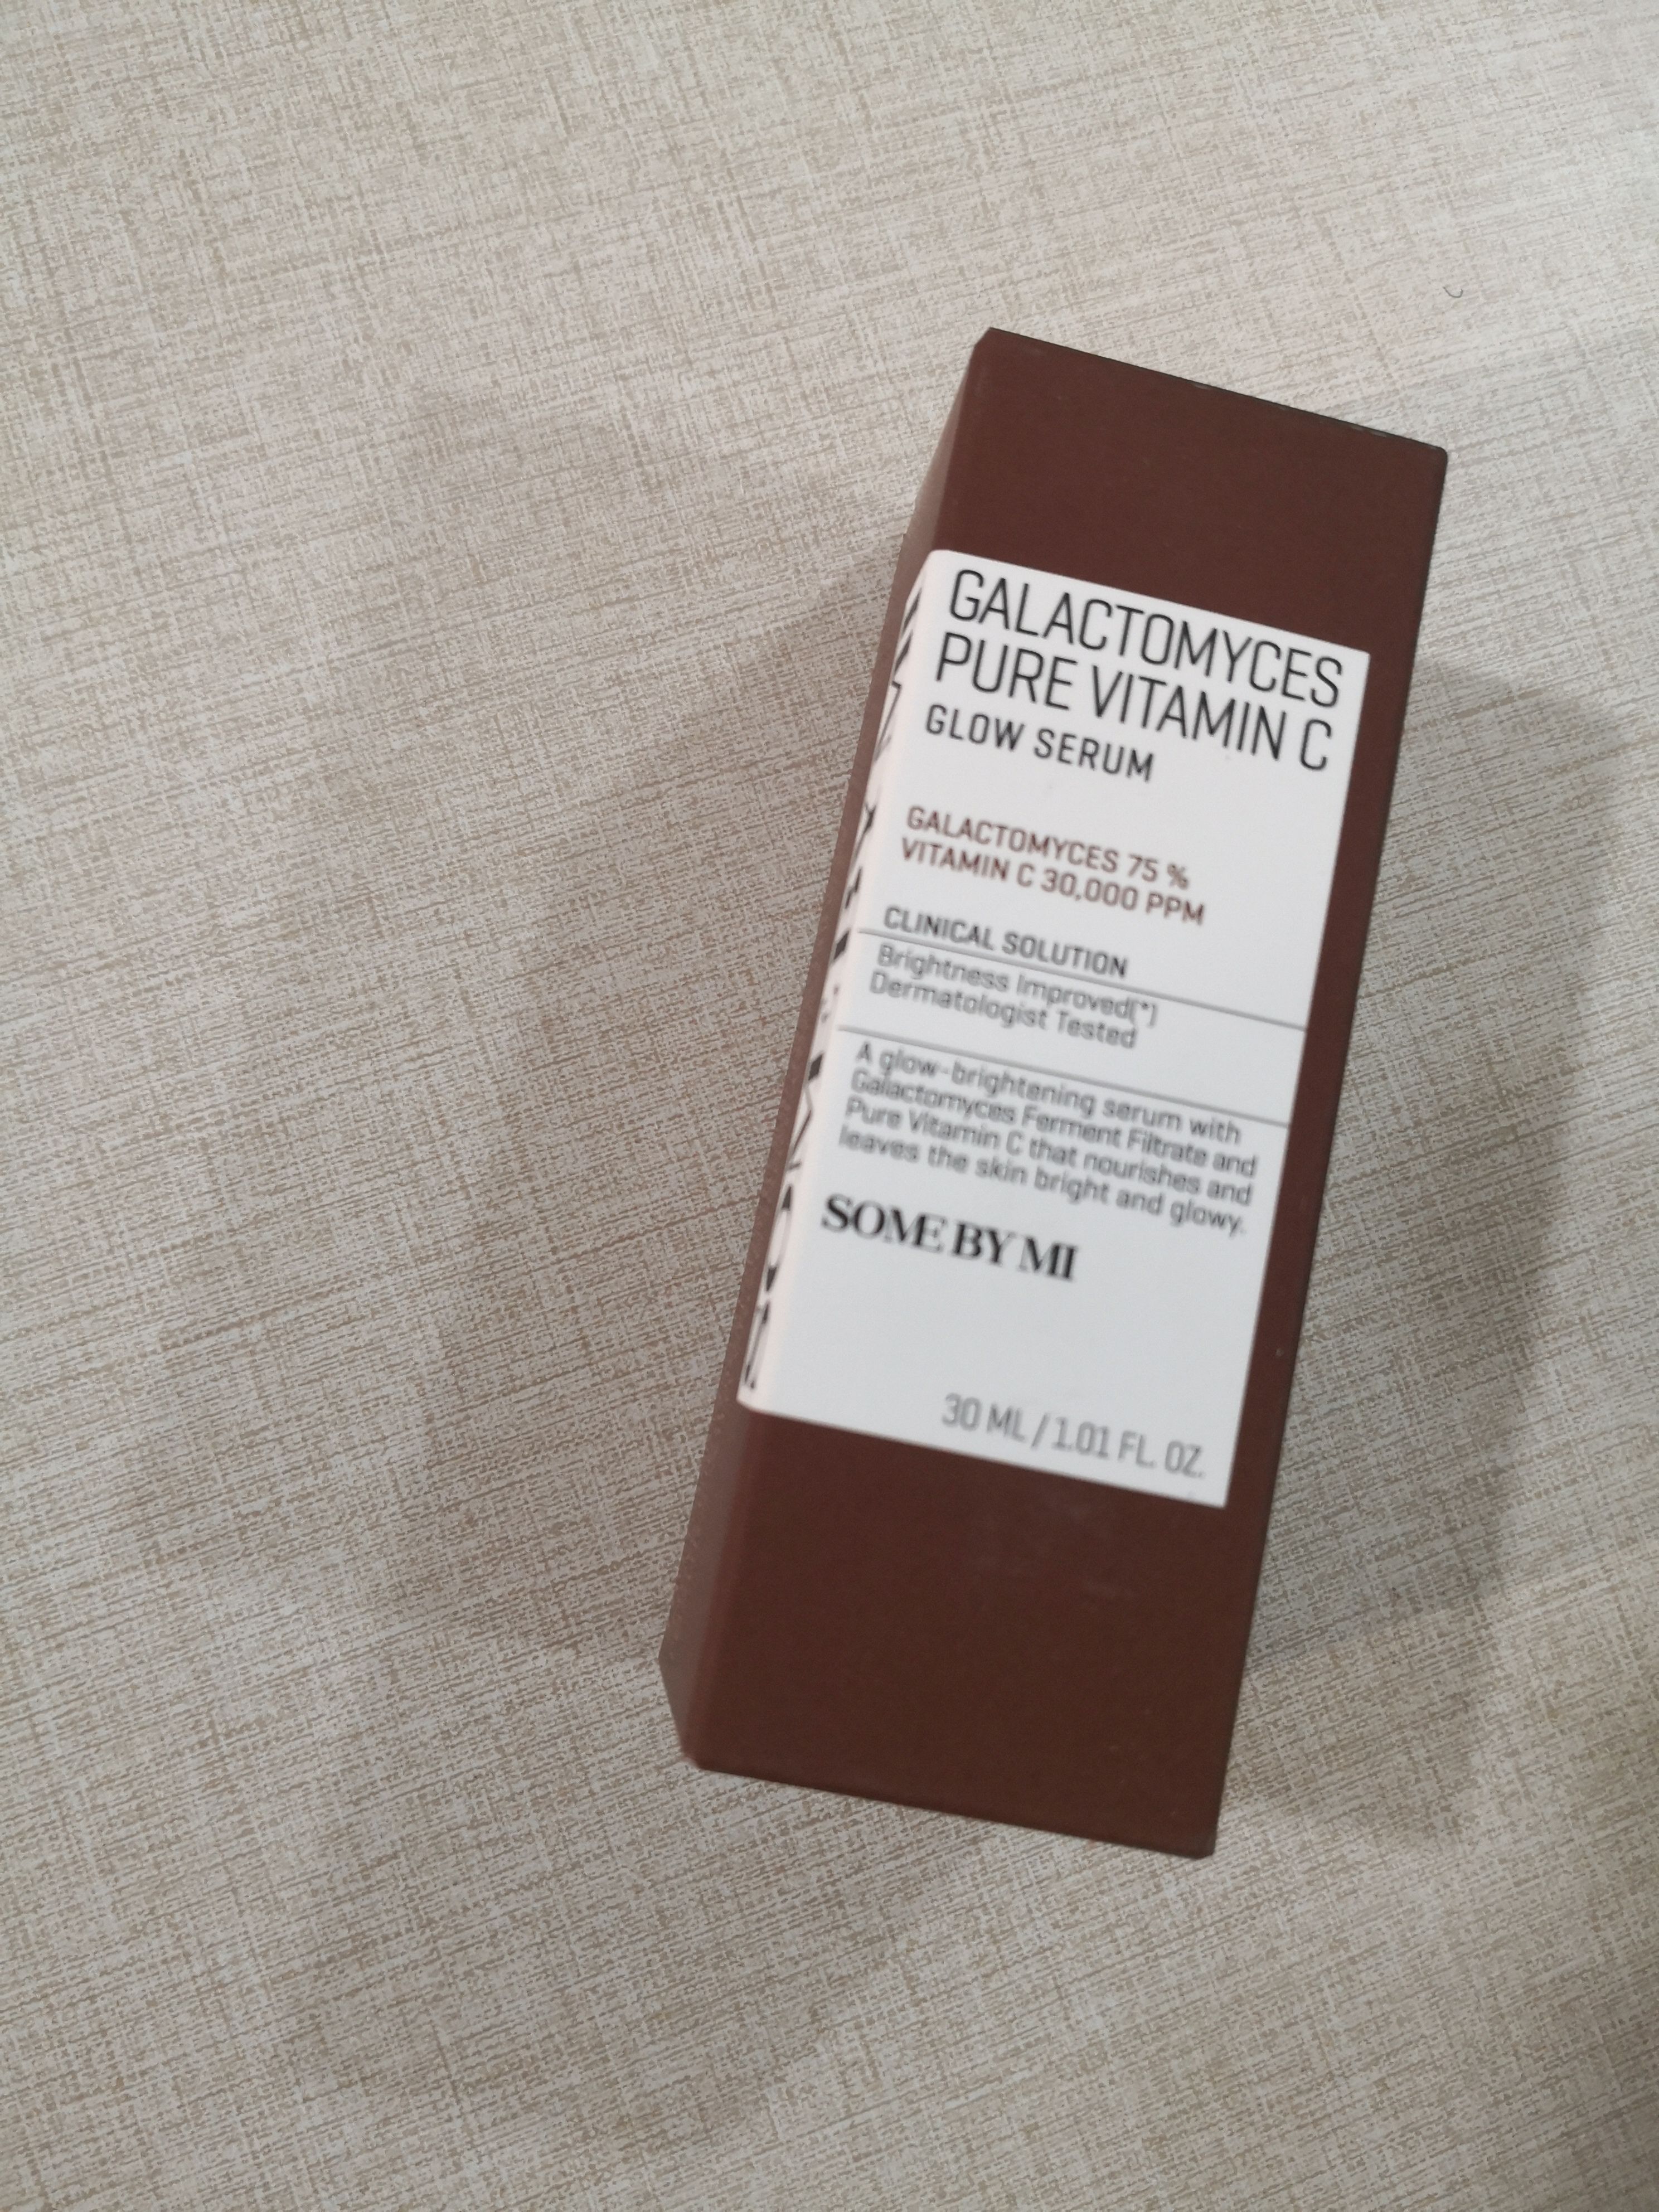 GALACTOMYCES
PURE VITAMIN C
GLOW SERUM
GALACTOMYCES 75 %
VITAMIN C 30,000 PPM
CLINICAL SOLUTION
Brightness Improved[*]
Dermatologist Tested
A glow-brightening serum with
Galactomyces Ferment Filtrate and
Pure Vitamin C that nourishes and
leaves the skin bright and glowy.
SOME BY MI
30 ML / 1.01 FL. OZ.